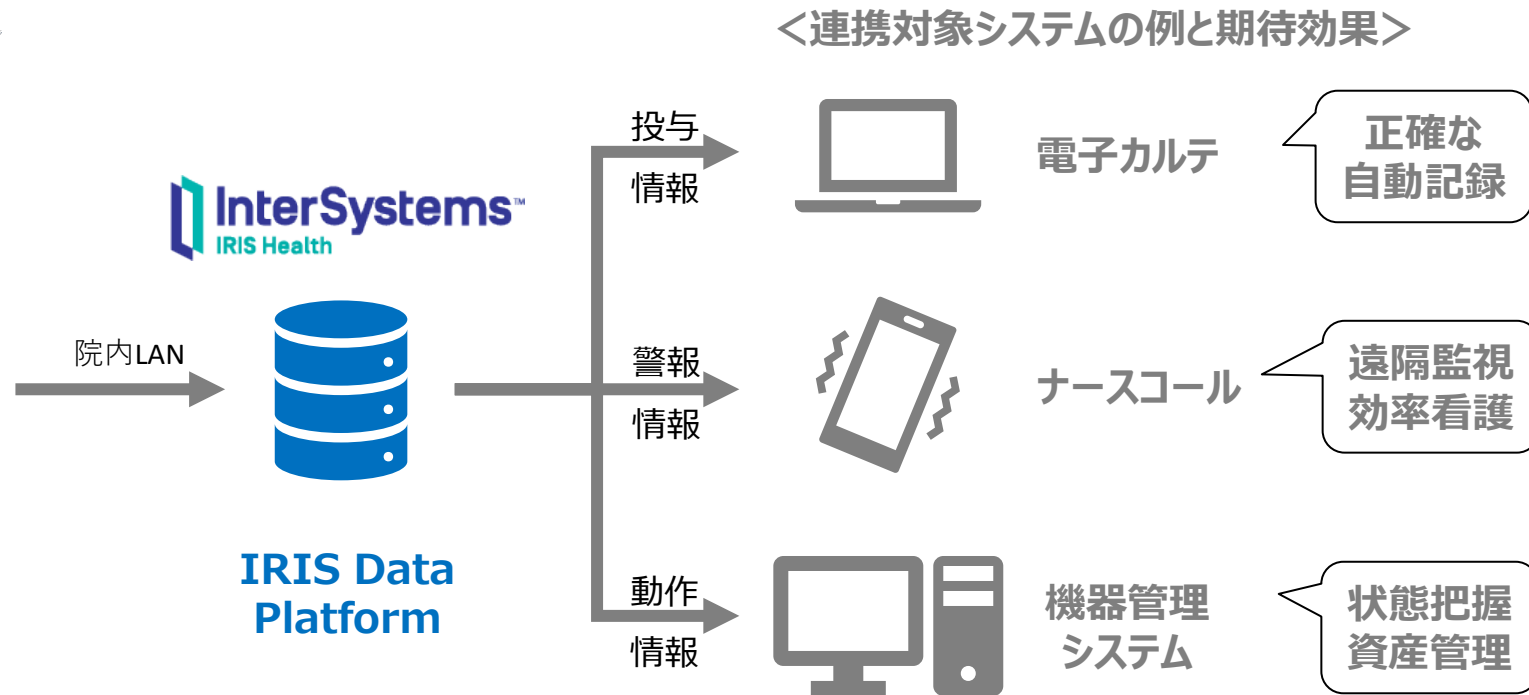 <連携対象システムの例と期待効果>
InterSystems™
IRIS Health
院内LAN
IRIS Data
Platform
投与
情報
電子カルテ
正確な
自動記録
警報
情報
ナースコール
遠隔監視
効率看護
動作
情報
機器管理
システム
状態把握
資産管理